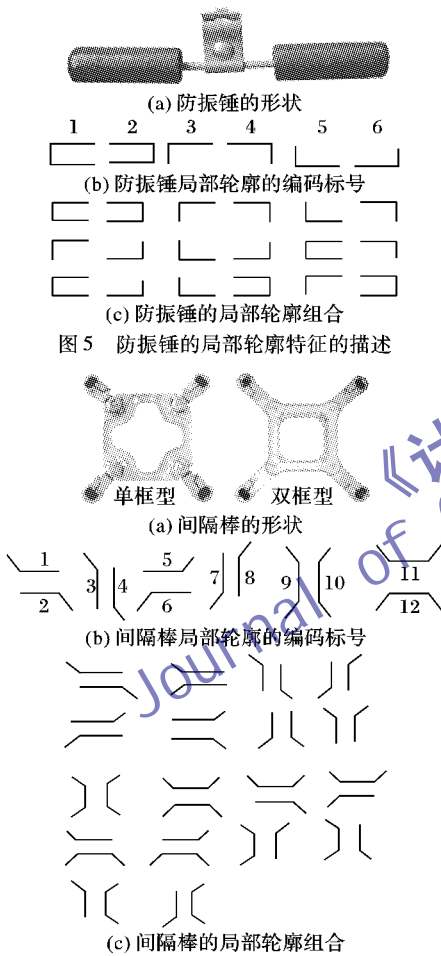 (a) 防振锤的形状
1 2 3 4 5 6
(b) 防振锤局部轮廓的编码标号
(c) 防振锤的局部轮廓组合
图 5 防振锤的局部轮廓特征的描述
单框型 双框型
(a) 间隔棒的形状
1 2 3 4 5 6 7 8 9 10 11 12
(b) 间隔棒局部轮廓的编码标号
(c) 间隔棒的局部轮廓组合
《计
Journal of